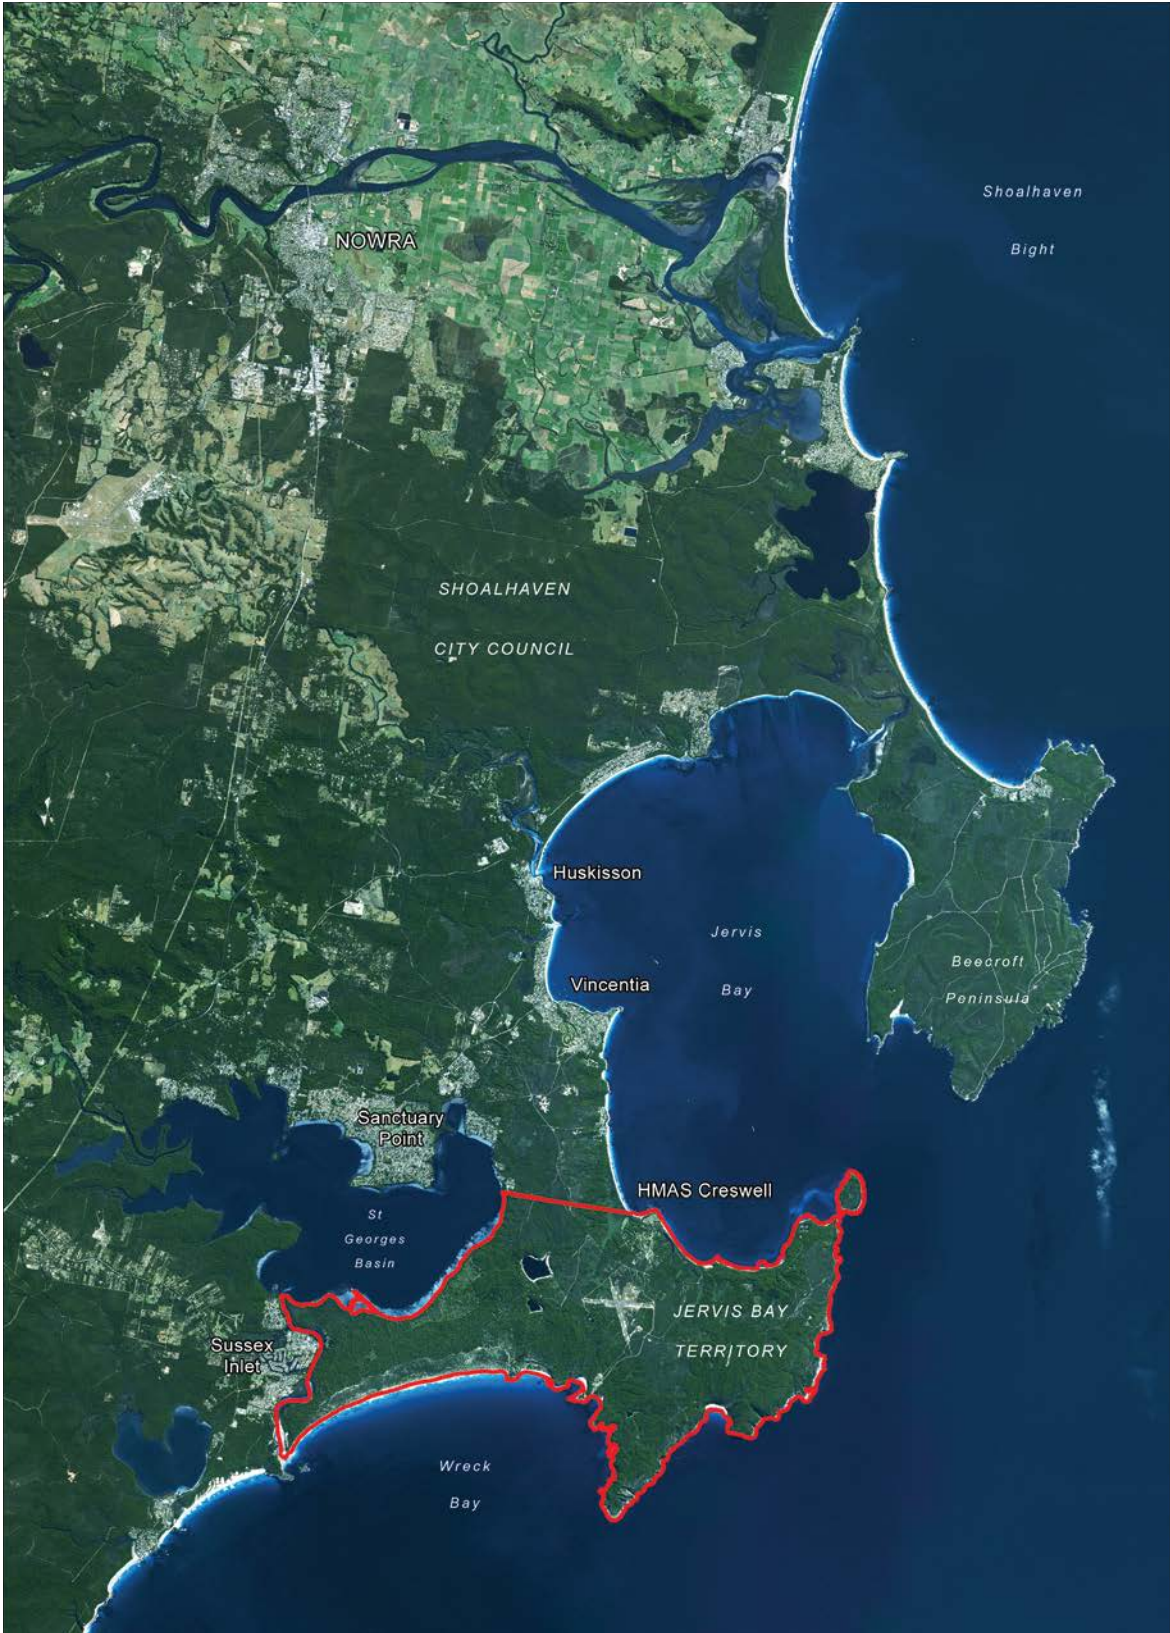 Shoalhaven
Bight
NOWRA
SHOALHAVEN
CITY COUNCIL
Huskisson
Jervis
Bay
Beecroft
Peninsula
Vincentia
Sanctuary
Point
HMAS Creswell
St
Georges
Basin
JERVIS BAY
TERRITORY
Sussex
Inlet
Wreck
Bay